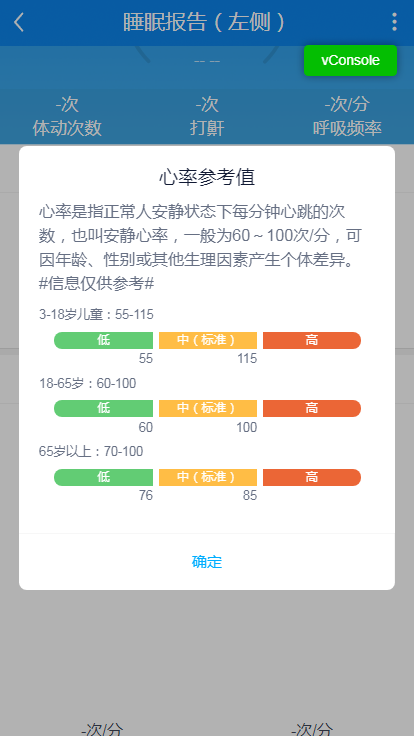 睡眠报告（左侧）
-- --
vConsole
-次 -次 -次/分
体动次数 打鼾 呼吸频率
心率参考值
心率是指正常人安静状态下每分钟心跳的次
数，也叫安静心率，一般为60～100次/分，可
因年龄、性别或其他生理因素产生个体差异。
#信息仅供参考#
3-18岁儿童：55-115
低 中（标准） 高
55 115
18-65岁：60-100
低 中（标准） 高
60 100
65岁以上：70-100
低 中（标准） 高
76 85
确定
-次/分 -次/分